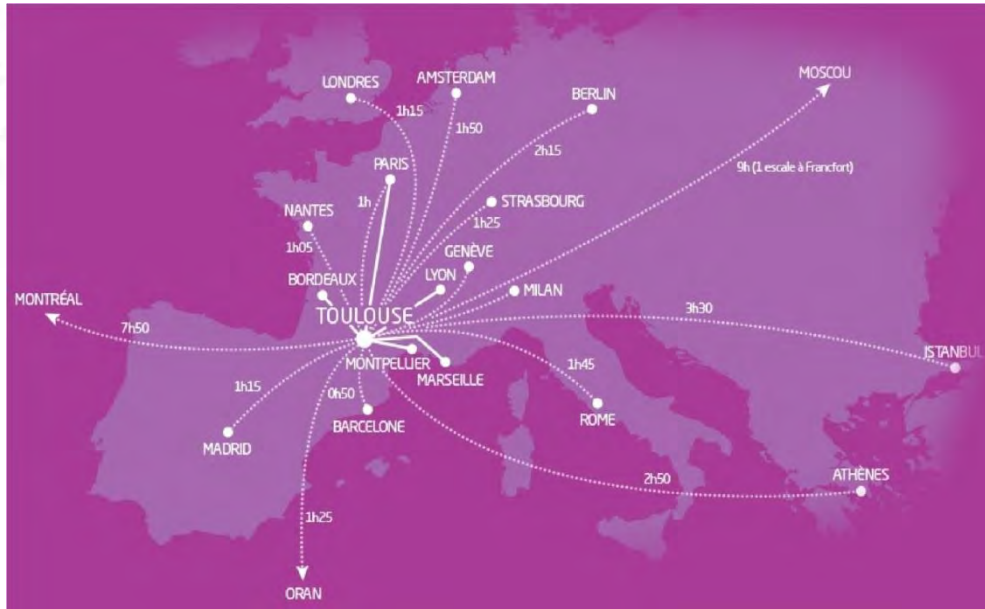 MOSCOU
AMSTERDAM
LONDRES
BERLIN
1h15
1h50
2h15
PARIS
9h (1 escale à Francfort)
STRASBOURG
1h
NANTES
1h25
1h05
GENÈVE
BORDEAUX
LYON
MILAN
MONTRÉAL
TOULOUSE
3h30
7h50
ISTANBUL
MONTPELLIER
1h45
MARSEILLE
1h15
0h50
ROME
BARCELONE
MADRID
ATHÈNES
2h50
1h25
ORAN